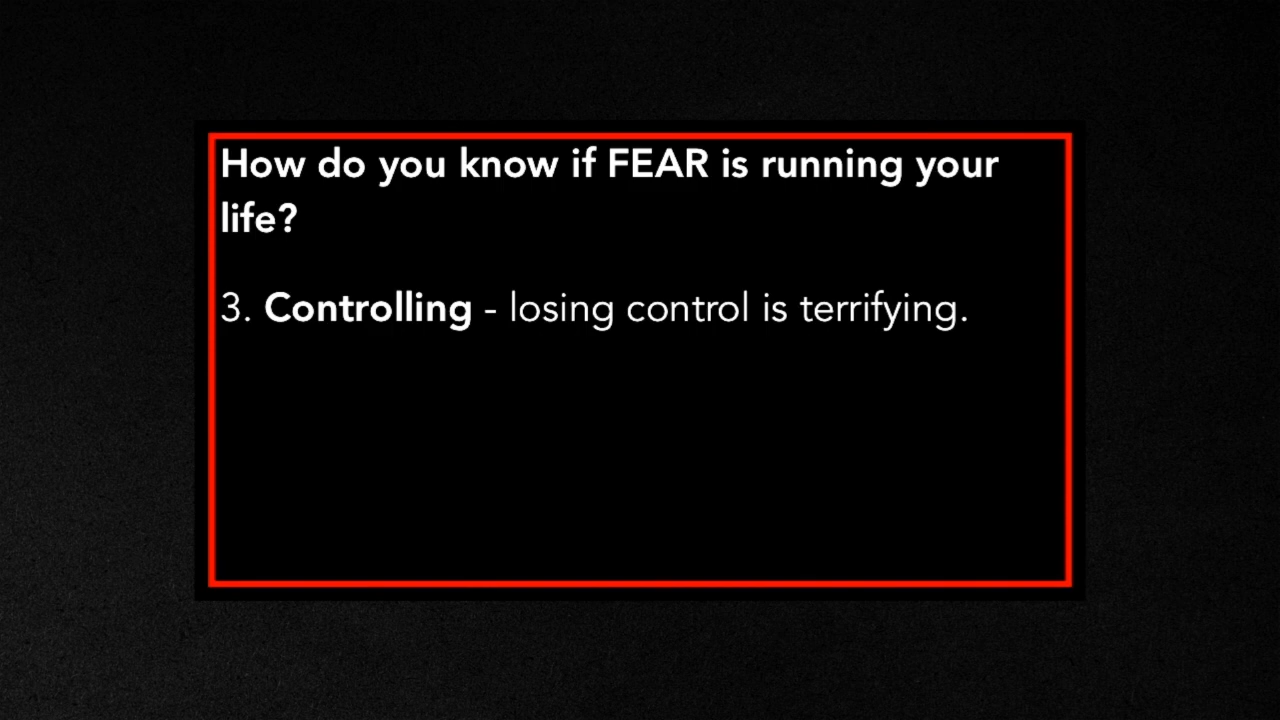 How do you know if FEAR is running your
life?
3. Controlling - losing control is terrifying.